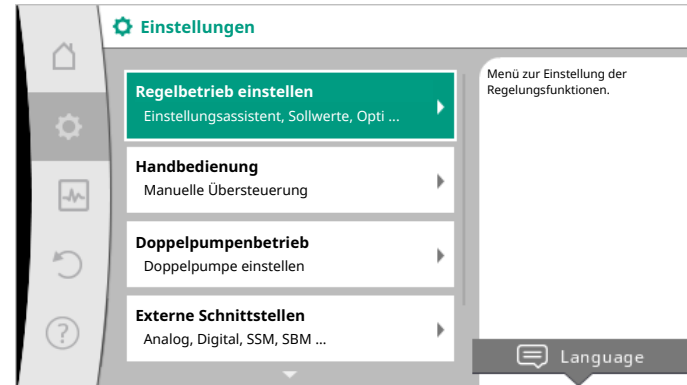 Einstellungen
Regelbetrieb einstellen
Einstellungsassistent, Sollwerte, Opti ...
Handbedienung
Manuelle Übersteuerung
Doppelpumpenbetrieb
Doppelpumpe einstellen
Externe Schnittstellen
Analog, Digital, SSM, SBM ...
Menü zur Einstellung der
Regelungsfunktionen.
Language